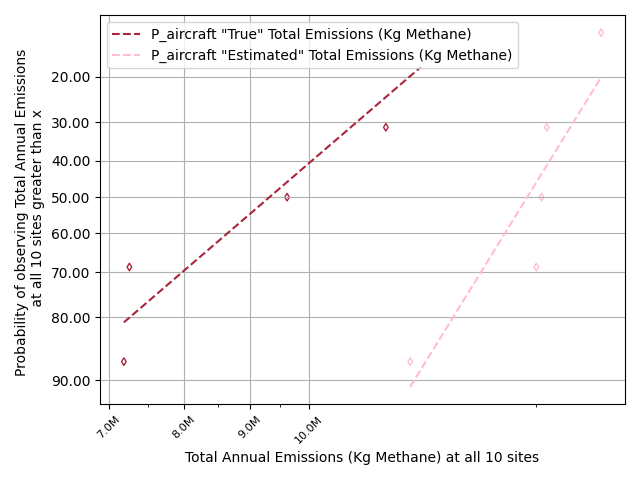 P_aircraft "True" Total Emissions (Kg Methane)
P_aircraft "Estimated" Total Emissions (Kg Methane)
Probability of observing Total Annual Emissions
at all 10 sites greater than x
20.00
30.00
40.00
50.00
60.00
70.00
80.00
90.00
7.0M
8.0M
9.0M
10.0M
Total Annual Emissions (Kg Methane) at all 10 sites